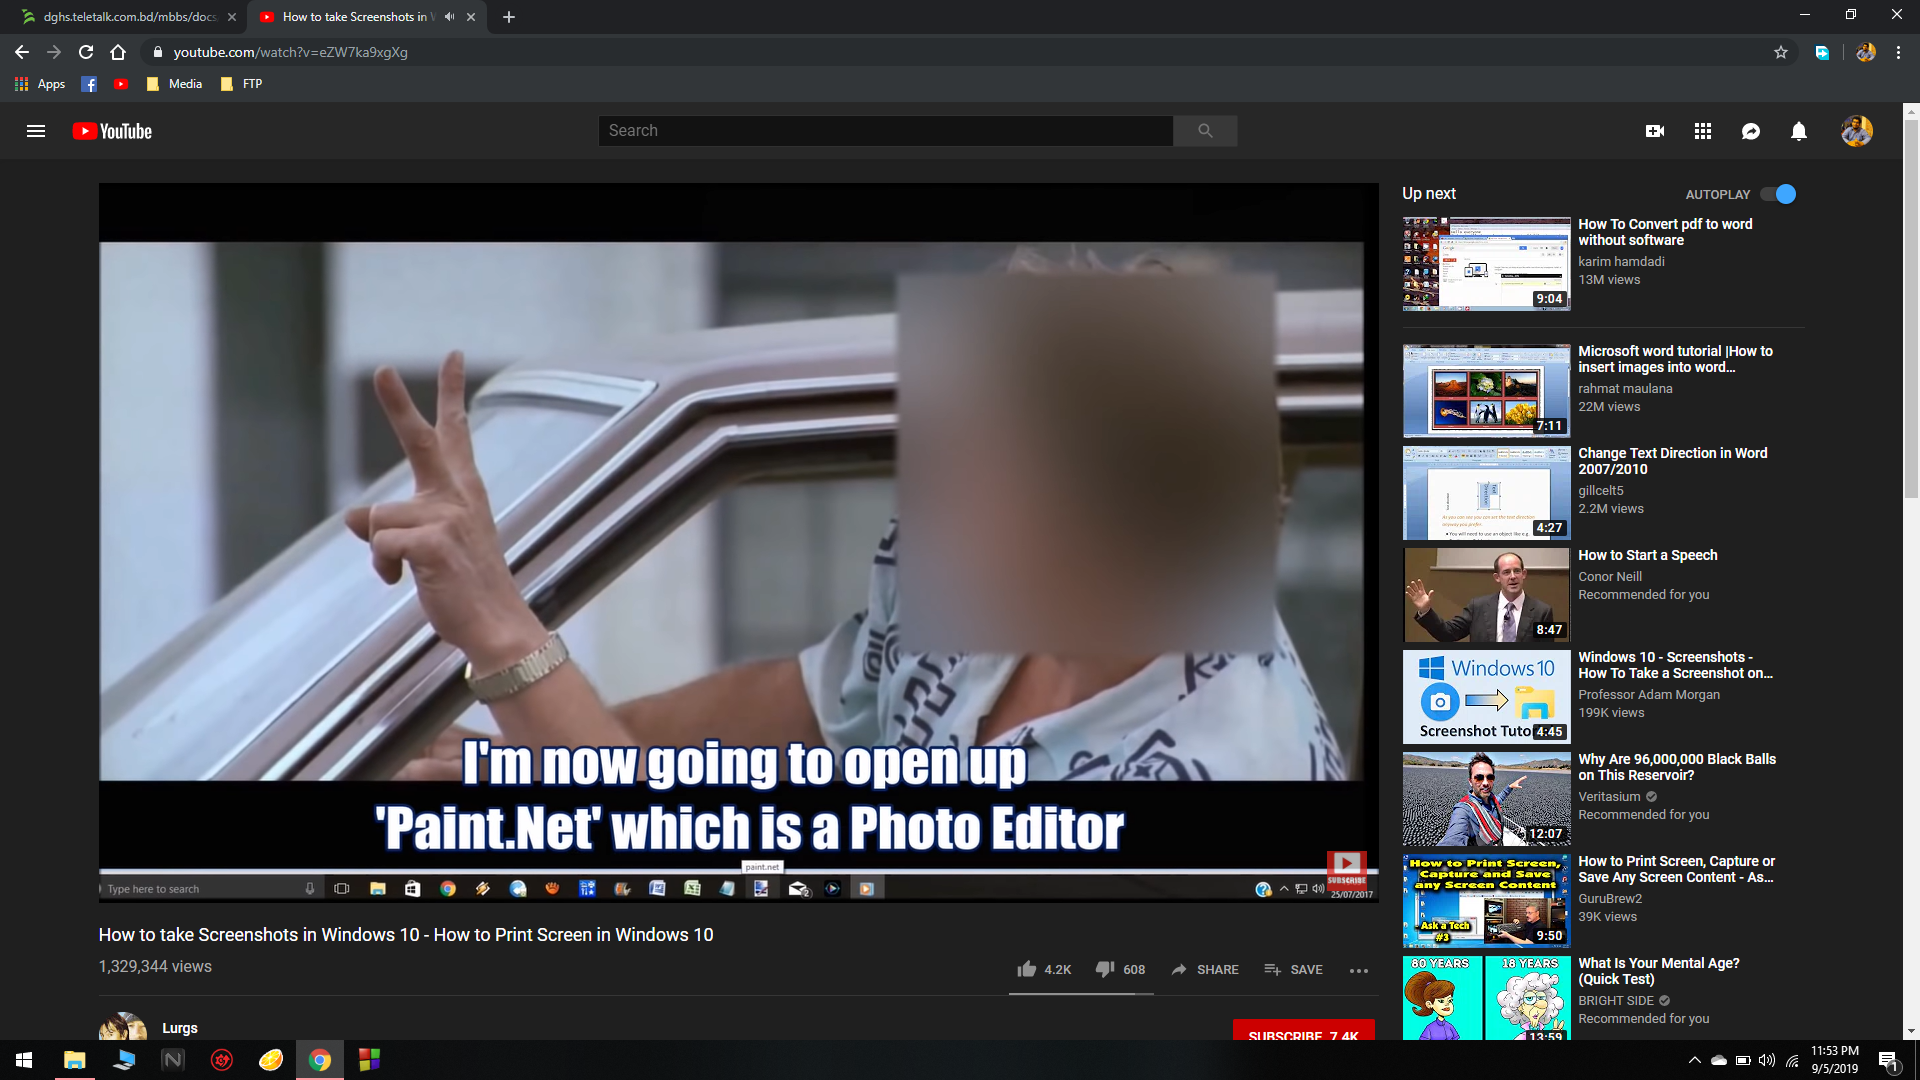 dghs.teletalk.com.bd/mbbs/docs
How to take Screenshots in W
youtube.com/watch?v=eZW7ka9xgXg
Apps
Media
FTP
YouTube
Search
I'm now going to open up
'Paint.Net' which is a Photo Editor
paint.net
Type here to search
SUBSCRIBE
25/07/2017
How to take Screenshots in Windows 10 - How to Print Screen in Windows 10
1,329,344 views
4.2K
608
SHARE
SAVE
Lurgs
SUBSCRIBE 7.4K
Up next
AUTOPLAY
How To Convert pdf to word
without software
karim hamdadi
13M views
9:04
Microsoft word tutorial |How to
insert images into word...
rahmat maulana
22M views
7:11
Change Text Direction in Word
2007/2010
gillcelt5
2.2M views
4:27
How to Start a Speech
Conor Neill
Recommended for you
8:47
Windows 10
Screenshot Tuto
4:45
Windows 10 - Screenshots -
How To Take a Screenshot on...
Professor Adam Morgan
199K views
Why Are 96,000,000 Black Balls
on This Reservoir?
Veritasium
Recommended for you
12:07
How to Print Screen,
Capture and Save
any Screen Content
Ask a Tech
#3
9:50
How to Print Screen, Capture or
Save Any Screen Content - As...
GuruBrew2
39K views
80 YEARS
18 YEARS
13:59
What Is Your Mental Age?
(Quick Test)
BRIGHT SIDE
Recommended for you
11:53 PM
9/5/2019
1